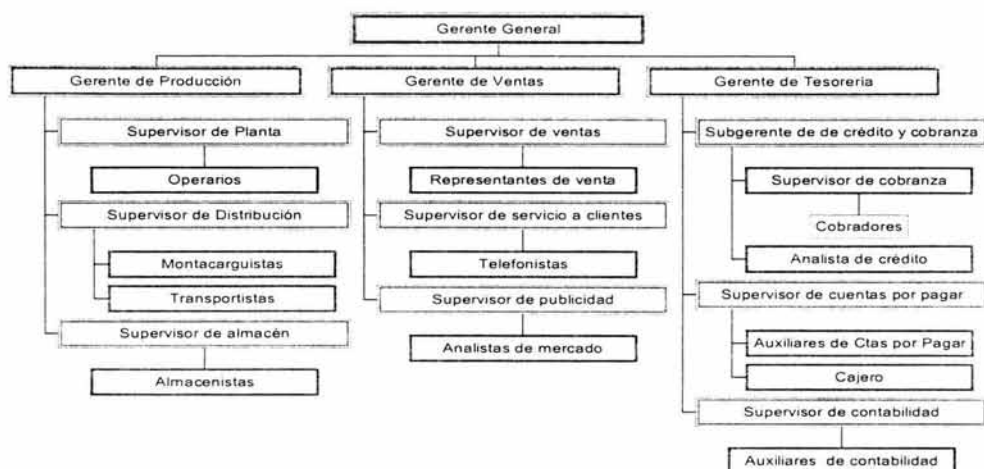 Gerente General
Gerente de Producción
Supervisor de Planta
Operarios
Supervisor de Distribución
Montacarguistas
Transportistas
Supervisor de almacén
Almacenistas
Gerente de Ventas
Supervisor de ventas
Representantes de venta
Supervisor de servicio a clientes
Telefonistas
Supervisor de publicidad
Analistas de mercado
Gerente de Tesorería
Subgerente de de crédito y cobranza
Supervisor de cobranza
Cobradores
Analista de crédito
Supervisor de cuentas por pagar
Auxiliares de Ctas por Pagar
Cajero
Supervisor de contabilidad
Auxiliares de contabilidad